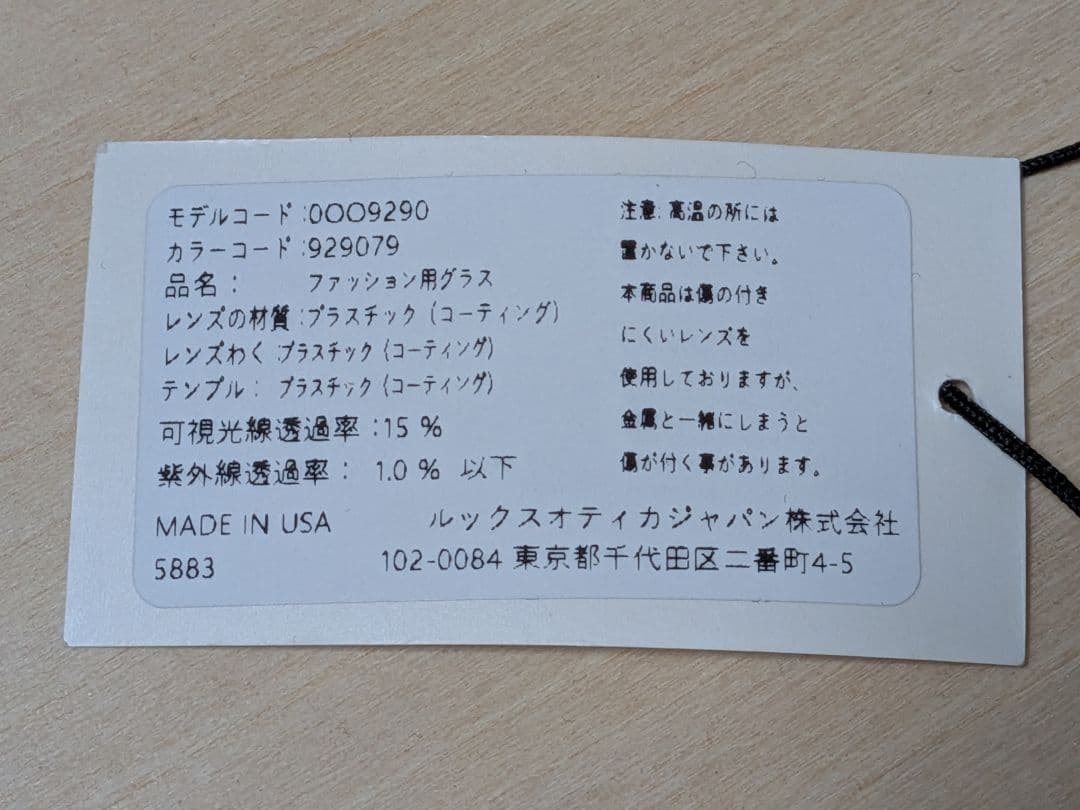 モデルコード:0OO9290
カラーコード:929079
品名: ファッション用グラス
レンズの材質:プラスチック(コーティング)
レンズわく:プラスチック(コーティング)
テンプル: プラスチック(コーティング)
可視光線透過率:15%
紫外線透過率: 1.0% 以下
MADE IN USA
5883
注意:高温の所には
置かないで下さい。
本商品は傷の付き
にくいレンズを
使用しておりますが、
金属と一緒にしまうと
傷が付く事があります。
ルックスオティカジャパン株式会社
102-0084 東京都千代田区二番町4-5